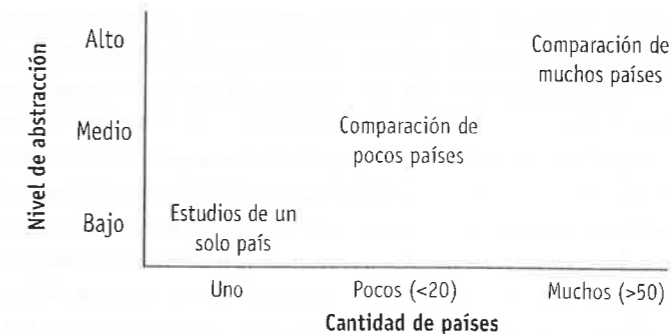 Nivel de abstracción
Alto
Comparación de
muchos países
Medio
Comparación de
pocos países
Bajo
Estudios de un
solo país
Uno
Pocos (<20)
Muchos (>50)
Cantidad de países